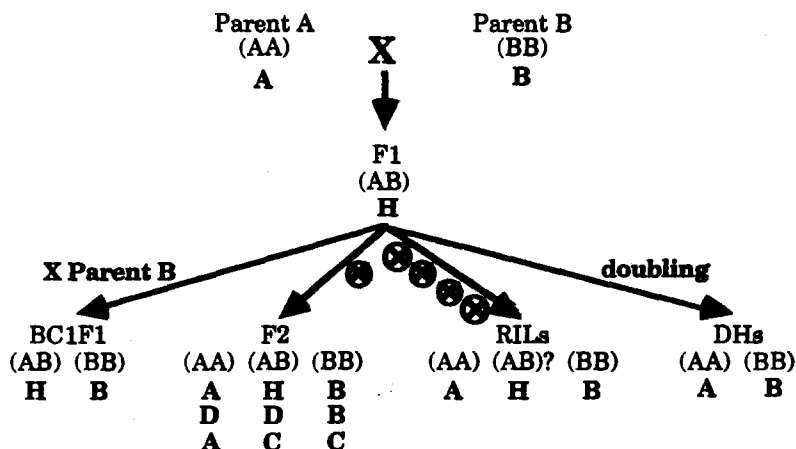 Parent A X Parent B
(AA) (BB)
A B
F1
(AB)
H
X Parent B doubling
BC1F1 F2 RILs DHs
(AB) (BB) (AA) (AB) (BB) (AA) (AB)? (BB) (AA) (BB)
H B A H B A H B A B
D D B
A C C